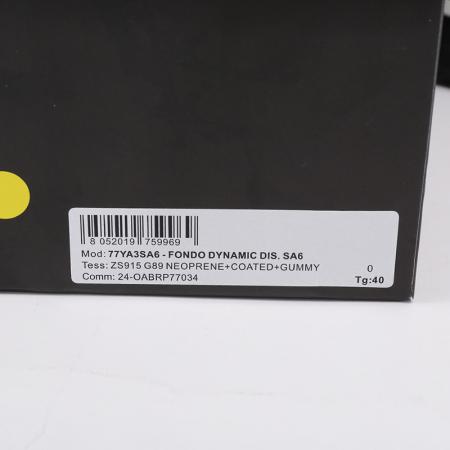 8 052019 759969
Mod: 77YA3SA6 - FONDO DYNAMIC DIS. SA6
Tess: ZS915 G89 NEOPRENE+COATED+GUMMY 0
Comm: 24-OABRP77034 Tg:40